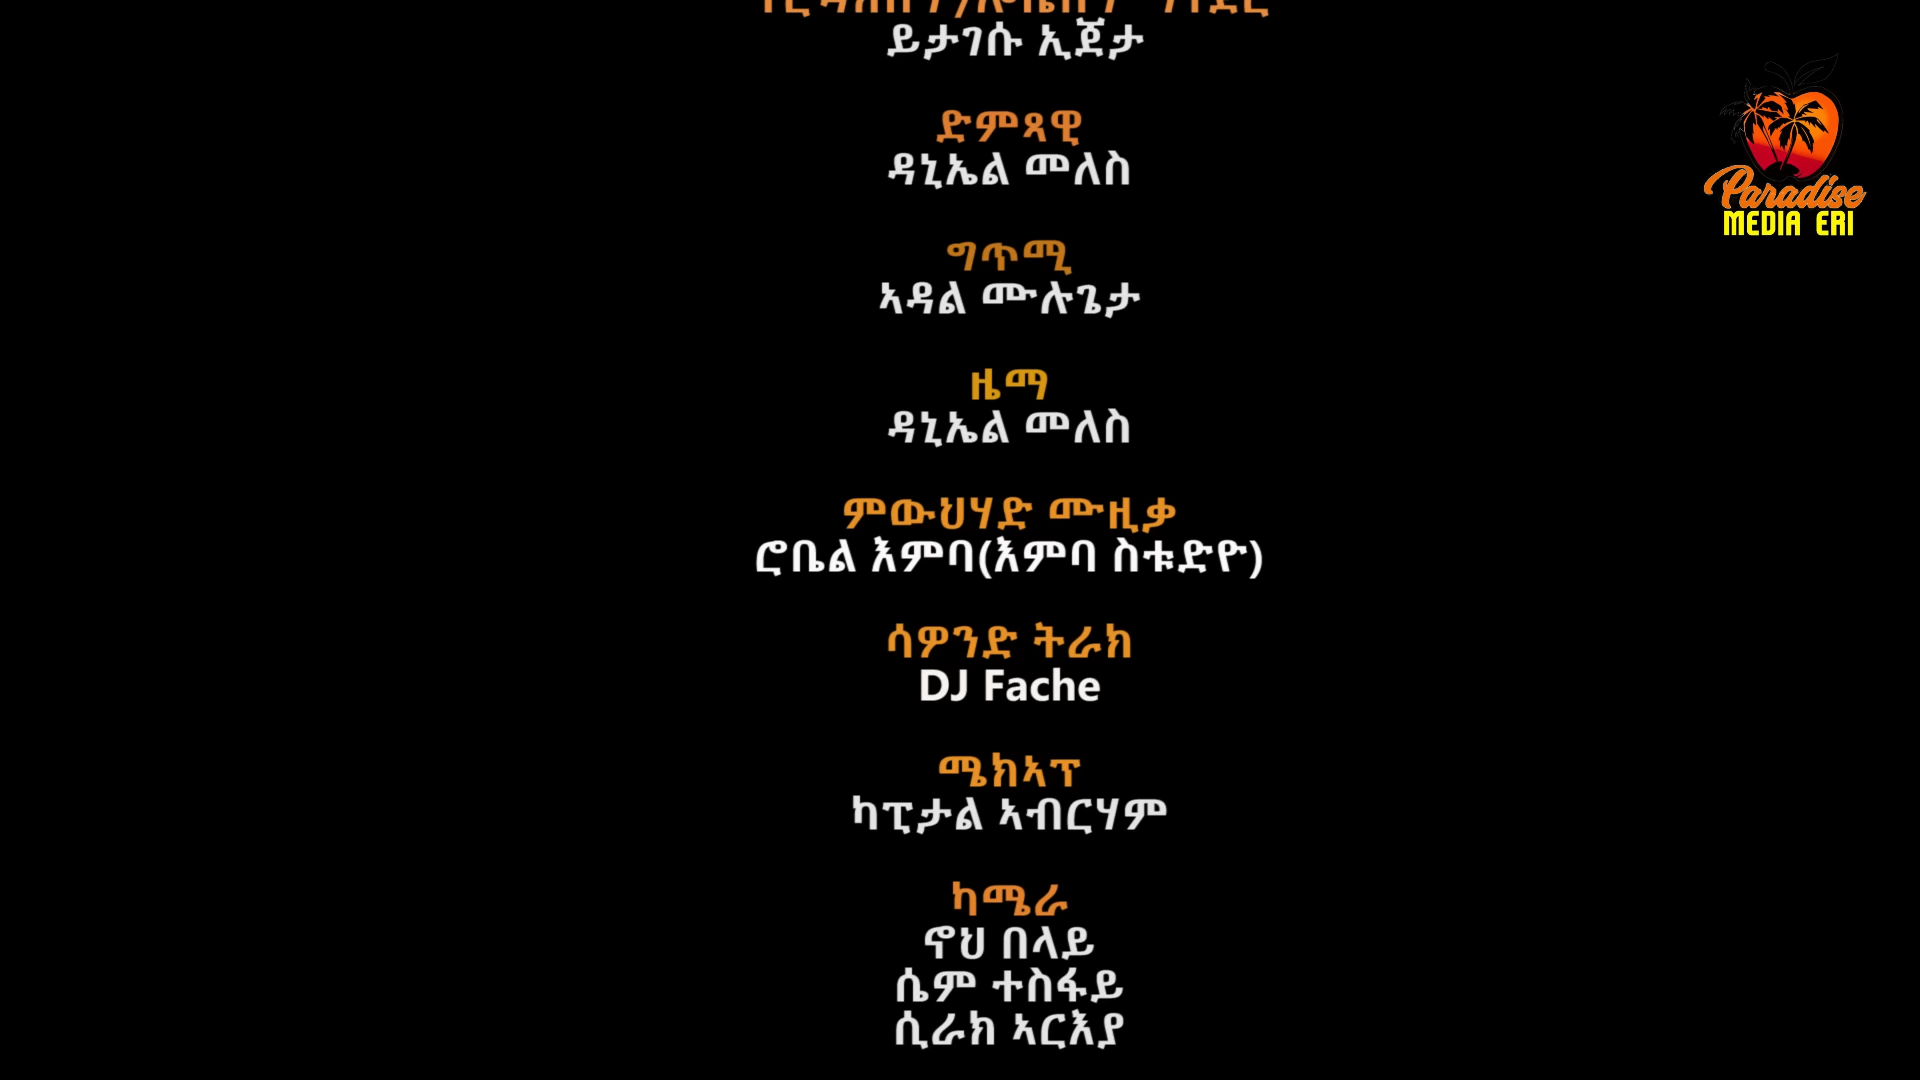 ይታገሱ ኢጀታ
ድምጻዊ
ዳኒኤል መለስ
ግጥሚ
ኣዳል ሙሉጌታ
ዜማ
ዳኒኤል መለስ
ምውህሃድ ሙዚቃ
ሮቤል እምባ(እምባ ስቱድዮ)
ሳዎንድ ትራክ
DJ Fache
ሜክኣፕ
ካፒታል ኣብርሃም
ካሜራ
ኖህ በላይ
ሴም ተስፋይ
ሲራክ ኣርእያ
Paradise
MEDIA ERI